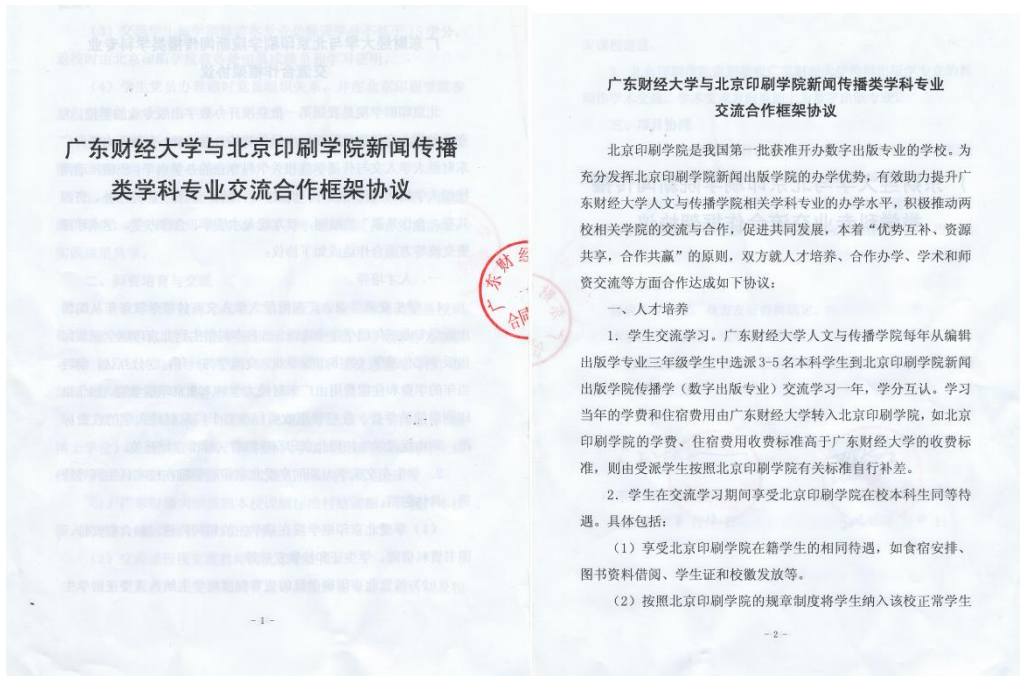 广东财经大学与北京印刷学院新闻传播
类学科专业交流合作框架协议
广东财经
合同
- 1 -
广东财经大学与北京印刷学院新闻传播类学科专业
交流合作框架协议
北京印刷学院是我国第一批获准开办数字出版专业的学校。为
充分发挥北京印刷学院新闻出版学院的办学优势，有效助力提升广
东财经大学人文与传播学院相关学科专业的办学水平，积极推动两
校相关学院的交流与合作，促进共同发展，本着“优势互补、资源
共享，合作共赢”的原则，双方就人才培养、合作办学、学术和师
资交流等方面合作达成如下协议：
一、人才培养
1. 学生交流学习。广东财经大学人文与传播学院每年从编辑
出版学专业三年级学生中选派3-5名本科学生到北京印刷学院新闻
出版学院传播学（数字出版专业）交流学习一年，学分互认。学习
当年的学费和住宿费用由广东财经大学转入北京印刷学院，如北京
印刷学院的学费、住宿费用收费标准高于广东财经大学的收费标
准，则由受派学生按照北京印刷学院有关标准自行补差。
2. 学生在交流学习期间享受北京印刷学院在校本科生同等待
遇。具体包括：
（1）享受北京印刷学院在籍学生的相同待遇，如食宿安排、
图书资料借阅、学生证和校徽发放等。
（2）按照北京印刷学院的规章制度将学生纳入该校正常学生
- 2 -